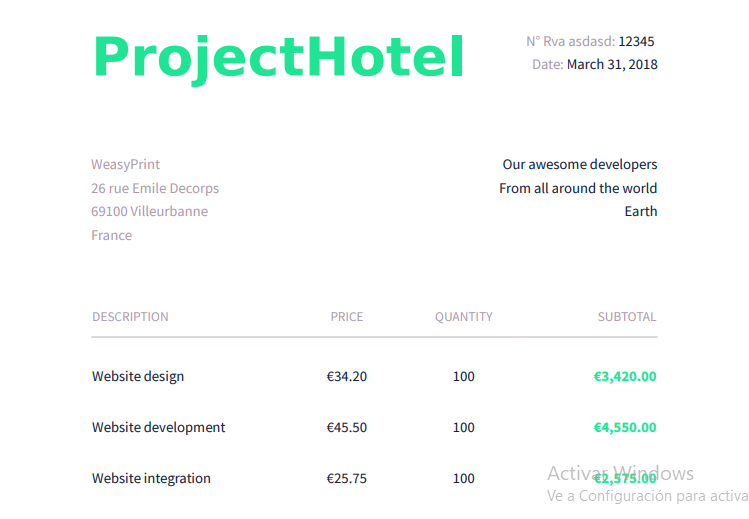 ProjectHotel
N° Rva asdasd: 12345
Date: March 31, 2018
WeasyPrint
26 rue Emile Decorps
69100 Villeurbanne
France
Our awesome developers
From all around the world
Earth
DESCRIPTION PRICE QUANTITY SUBTOTAL
Website design €34.20 100 €3,420.00
Website development €45.50 100 €4,550.00
Website integration €25.75 100 €2,575.00
Activar Windows
Ve a Configuración para activa